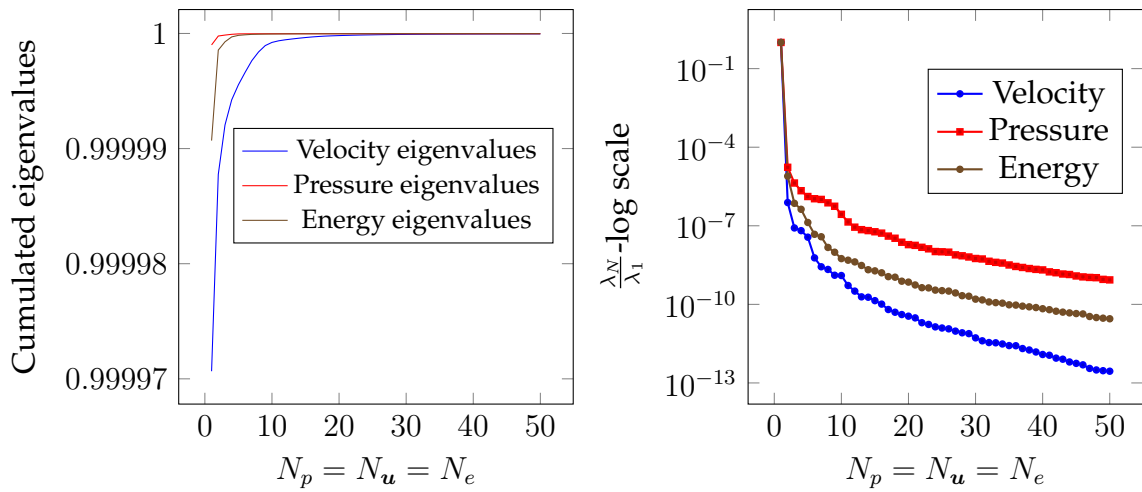 Cumulated eigenvalues
1
0.99999
0.99998
0.99997
0 10 20 30 40 50
N_p = N_u = N_e
Velocity eigenvalues
Pressure eigenvalues
Energy eigenvalues
λ_N/λ_1-log scale
10^−1
10^−4
10^−7
10^−10
10^−13
0 10 20 30 40 50
N_p = N_u = N_e
Velocity
Pressure
Energy